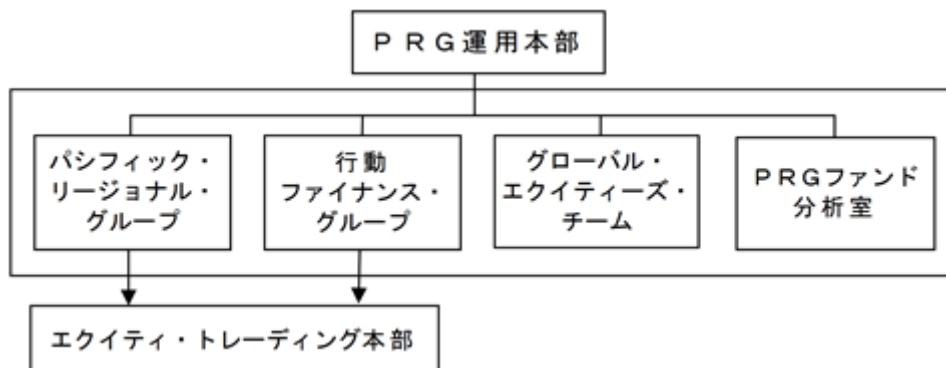 PRG運用本部
パシフィック・
リージョナル・
グループ
行動
ファイナンス・
グループ
グローバル・
エクイティーズ・
チーム
PRGファンド
分析室
エクイティ・トレーディング本部